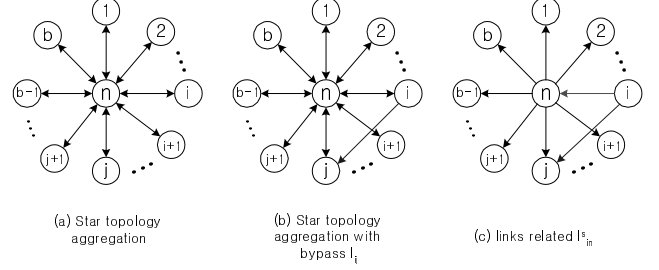 1
2
b
b-1
n
i
j+1
i+1
j
1
2
b
b-1
n
i
j+1
i+1
j
1
2
b
b-1
n
i
j+1
i+1
j
(a) Star topology
aggregation
(b) Star topology
aggregation with
bypass l
(c) links related l^s_in